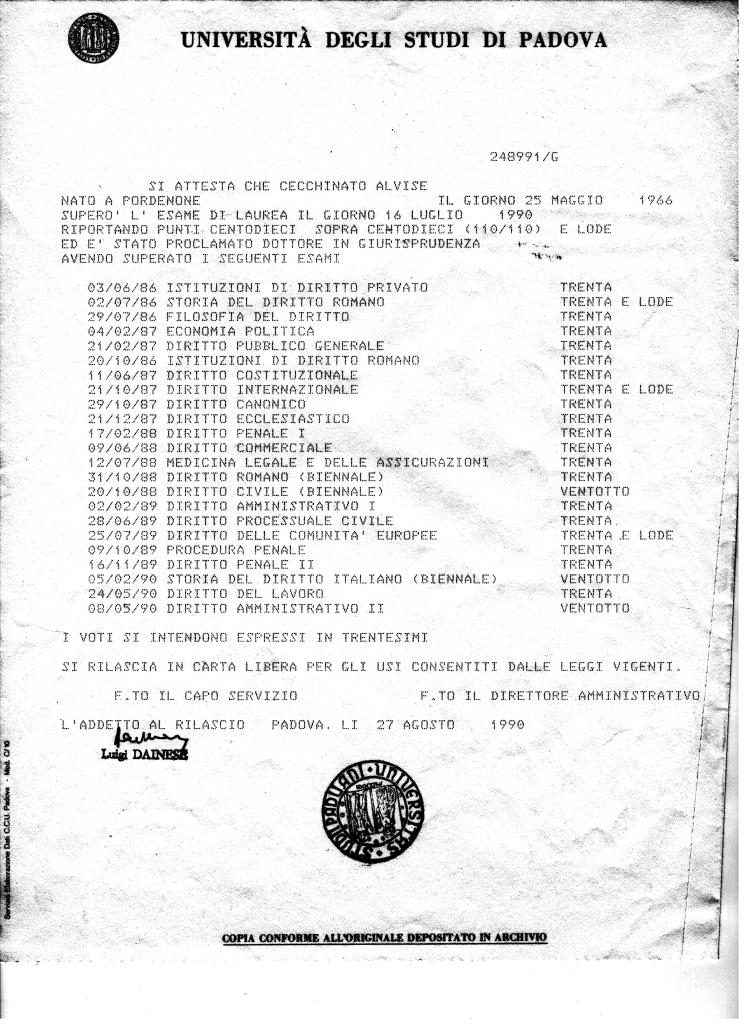 UNIVERSITÀ DEGLI STUDI DI PADOVA
248991/G
SI ATTESTA CHE CECCHINATO ALVISE
NATO A PORDENONE IL GIORNO 25 MAGGIO 1966
SUPERO' L' ESAME DI LAUREA IL GIORNO 16 LUGLIO 1990
RIPORTANDO PUNTI CENTODIECI SOPRA CENTODIECI (110/110) E LODE
ED E' STATO PROCLAMATO DOTTORE IN GIURISPRUDENZA
AVENDO SUPERATO I SEGUENTI ESAMI
03/06/86 ISTITUZIONI DI DIRITTO PRIVATO TRENTA
02/07/86 STORIA DEL DIRITTO ROMANO TRENTA E LODE
29/07/86 FILOSOFIA DEL DIRITTO TRENTA
04/02/87 ECONOMIA POLITICA TRENTA
21/02/87 DIRITTO PUBBLICO GENERALE TRENTA
20/10/86 ISTITUZIONI DI DIRITTO ROMANO TRENTA
11/06/87 DIRITTO COSTITUZIONALE TRENTA
21/10/87 DIRITTO INTERNAZIONALE TRENTA E LODE
29/10/87 DIRITTO CANONICO TRENTA
21/12/87 DIRITTO ECCLESIASTICO TRENTA
17/02/88 DIRITTO PENALE I TRENTA
09/06/88 DIRITTO COMMERCIALE TRENTA
12/07/88 MEDICINA LEGALE E DELLE ASSICURAZIONI TRENTA
31/10/88 DIRITTO ROMANO (BIENNALE) TRENTA
20/10/88 DIRITTO CIVILE (BIENNALE) VENTOTTO
02/02/89 DIRITTO AMMINISTRATIVO I TRENTA
28/06/89 DIRITTO PROCESSUALE CIVILE TRENTA
25/07/89 DIRITTO DELLE COMUNITA' EUROPEE TRENTA E LODE
09/10/89 PROCEDURA PENALE TRENTA
16/11/89 DIRITTO PENALE II TRENTA
05/02/90 STORIA DEL DIRITTO ITALIANO (BIENNALE) VENTOTTO
24/05/90 DIRITTO DEL LAVORO TRENTA
08/05/90 DIRITTO AMMINISTRATIVO II VENTOTTO
I VOTI SI INTENDONO ESPRESSI IN TRENTESIMI
SI RILASCIA IN CARTA LIBERA PER GLI USI CONSENTITI DALLE LEGGI VIGENTI.
F.TO IL CAPO SERVIZIO F.TO IL DIRETTORE AMMINISTRATIVO
L'ADDETTO AL RILASCIO PADOVA, LI 27 AGOSTO 1990
Luigi DAINESE
UNIVERSITAS STUDII PADUANI
COPIA CONFORME ALL'ORIGINALE DEPOSITATO IN ARCHIVIO
Servizio Elaborazione Dati C.C.U. Padova - Mod. C/10